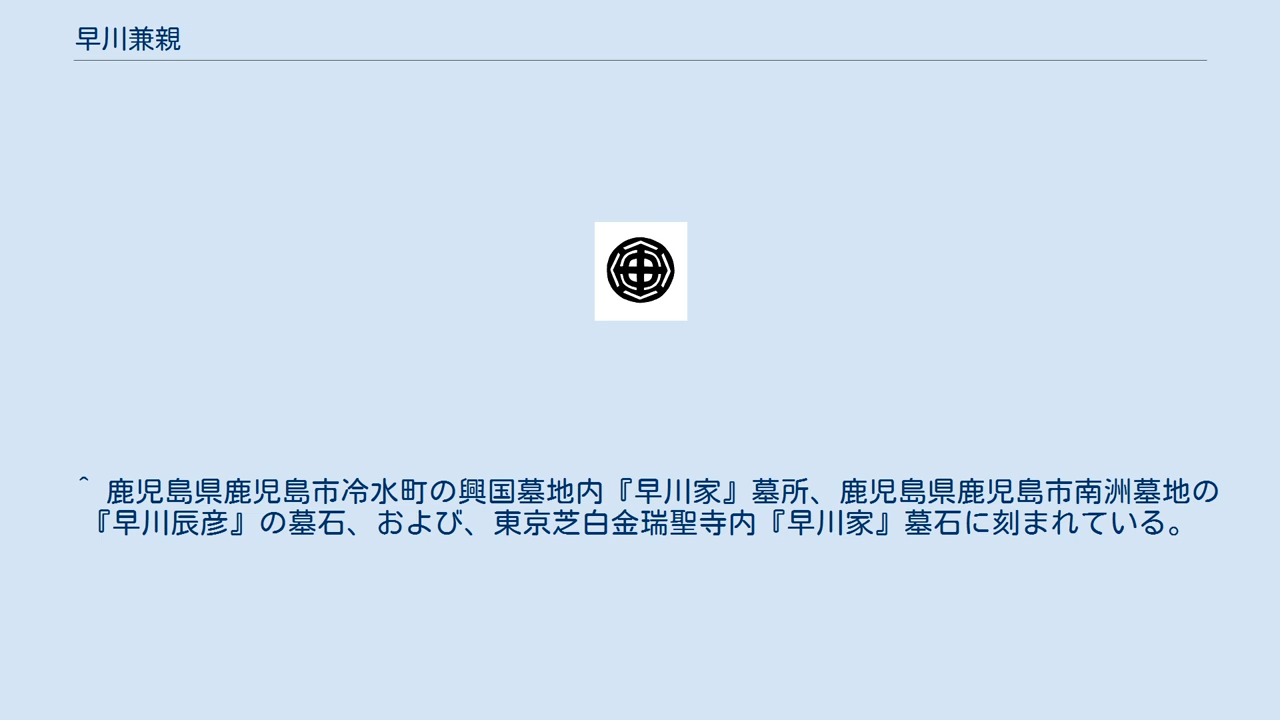 早川兼親
^ 鹿児島県鹿児島市冷水町の興国墓地内『早川家』墓所、鹿児島県鹿児島市南洲墓地の
『早川辰彦』の墓石、および、東京芝白金瑞聖寺内『早川家』墓石に刻まれている。